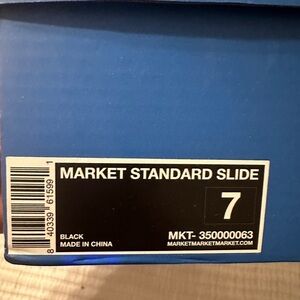 MARKET STANDARD SLIDE
7
BLACK
MADE IN CHINA
MKT- 350000063
MARKETMARKETMARKET.COM
8 40339 61599 1